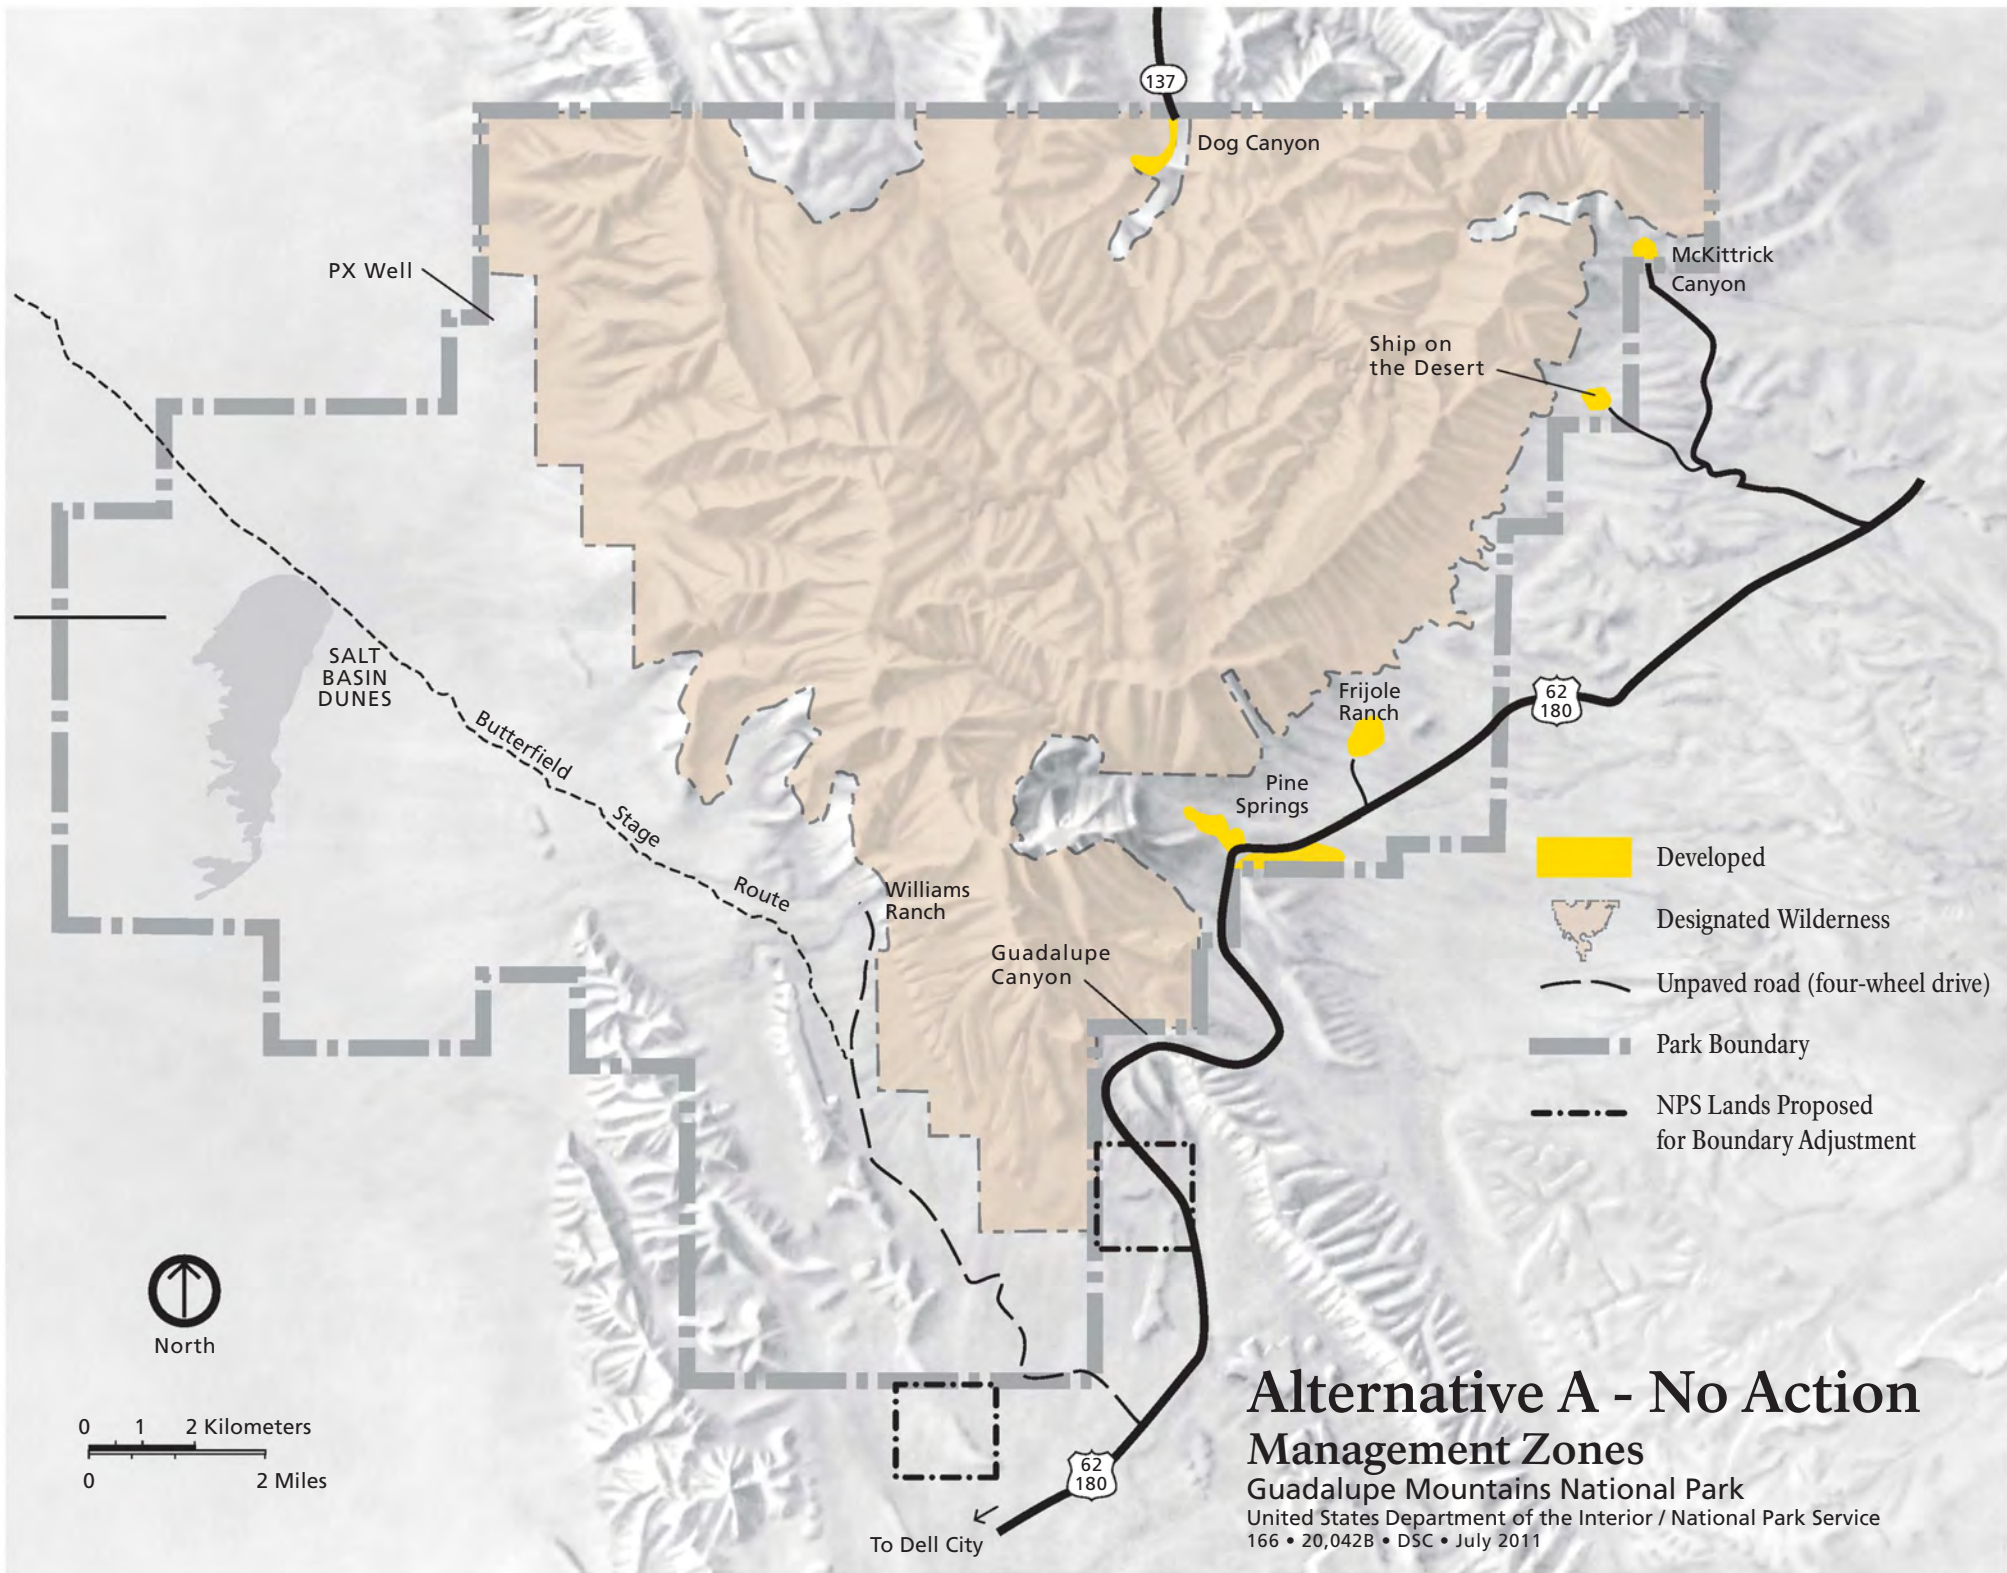 137
Dog Canyon
McKittrick
Canyon
PX Well
Ship on
the Desert
SALT
BASIN
DUNES
Frijole
Ranch
62
180
Butterfield
Stage
Route
Pine
Springs
Williams
Ranch
Guadalupe
Canyon
Developed
Designated Wilderness
Unpaved road (four-wheel drive)
Park Boundary
NPS Lands Proposed
for Boundary Adjustment
North
0 1 2 Kilometers
0 2 Miles
62
180
To Dell City
Alternative A - No Action
Management Zones
Guadalupe Mountains National Park
United States Department of the Interior / National Park Service
166 • 20,042B • DSC • July 2011